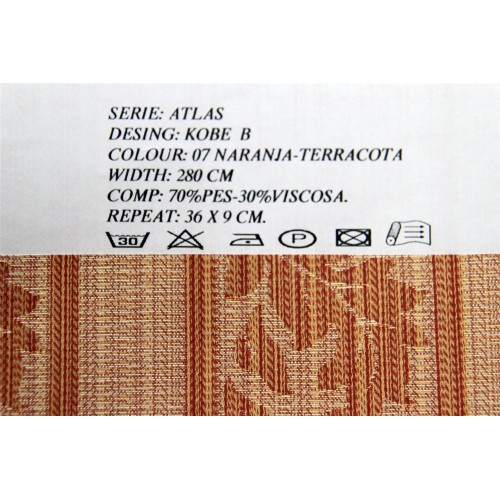 SERIE: ATLAS
DESING: KOBE B
COLOUR: 07 NARANJA-TERRACOTA
WIDTH: 280 CM
COMP: 70%PES-30%VISCOSA.
REPEAT: 36 X 9 CM.
30 P